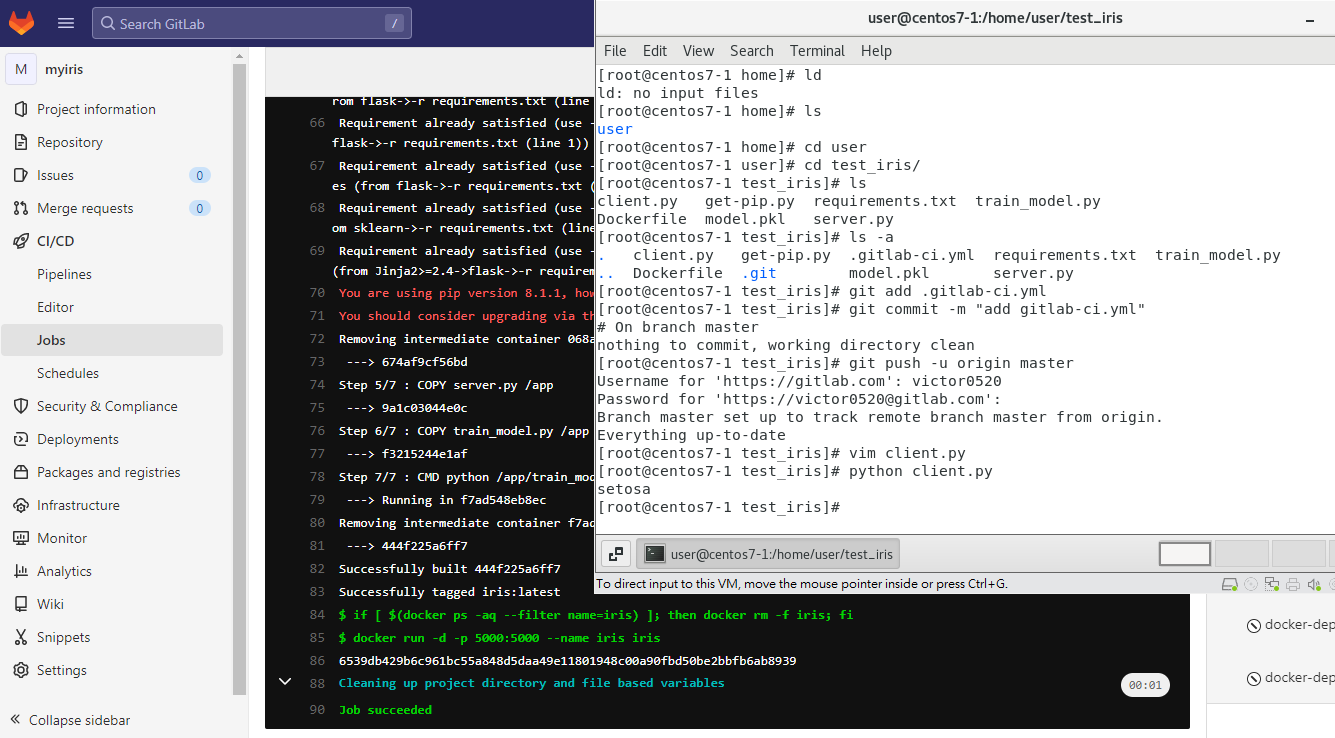 Search GitLab
/
M
myiris
Project information
Repository
Issues
0
Merge requests
0
CI/CD
Pipelines
Editor
Jobs
Schedules
Security & Compliance
Deployments
Packages and registries
Infrastructure
Monitor
Analytics
Wiki
Snippets
Settings
Collapse sidebar
rom flask->-r requirements.txt (line
66 Requirement already satisfied (use -
flask->-r requirements.txt (line 1))
67 Requirement already satisfied (use -
es (from flask->-r requirements.txt (
68 Requirement already satisfied (use -
om sklearn->-r requirements.txt (line
69 Requirement already satisfied (use -
(from Jinja2>=2.4->flask->-r requirem
70 You are using pip version 8.1.1, how
71 You should consider upgrading via th
72 Removing intermediate container 068a
73 ---> 674af9cf56bd
74 Step 5/7 : COPY server.py /app
75 ---> 9a1c03044e0c
76 Step 6/7 : COPY train_model.py /app
77 ---> f3215244e1af
78 Step 7/7 : CMD python /app/train_mod
79 ---> Running in f7ad548eb8ec
80 Removing intermediate container f7ad
81 ---> 444f225a6ff7
82 Successfully built 444f225a6ff7
83 Successfully tagged iris:latest
84 $ if [ $(docker ps -aq --filter name=iris) ]; then docker rm -f iris; fi
85 $ docker run -d -p 5000:5000 --name iris iris
86 6539db429b6c961bc55a848d5daa49e11801948c00a90fbd50be2bbfb6ab8939
88 Cleaning up project directory and file based variables
00:01
90 Job succeeded
user@centos7-1:/home/user/test_iris
File Edit View Search Terminal Help
[root@centos7-1 home]# ld
ld: no input files
[root@centos7-1 home]# ls
user
[root@centos7-1 home]# cd user
[root@centos7-1 user]# cd test_iris/
[root@centos7-1 test_iris]# ls
client.py get-pip.py requirements.txt train_model.py
Dockerfile model.pkl server.py
[root@centos7-1 test_iris]# ls -a
. client.py get-pip.py .gitlab-ci.yml requirements.txt train_model.py
.. Dockerfile .git model.pkl server.py
[root@centos7-1 test_iris]# git add .gitlab-ci.yml
[root@centos7-1 test_iris]# git commit -m "add gitlab-ci.yml"
# On branch master
nothing to commit, working directory clean
[root@centos7-1 test_iris]# git push -u origin master
Username for 'https://gitlab.com': victor0520
Password for 'https://victor0520@gitlab.com':
Branch master set up to track remote branch master from origin.
Everything up-to-date
[root@centos7-1 test_iris]# vim client.py
[root@centos7-1 test_iris]# python client.py
setosa
[root@centos7-1 test_iris]#
user@centos7-1:/home/user/test_iris
To direct input to this VM, move the mouse pointer inside or press Ctrl+G.
docker-dep
docker-dep